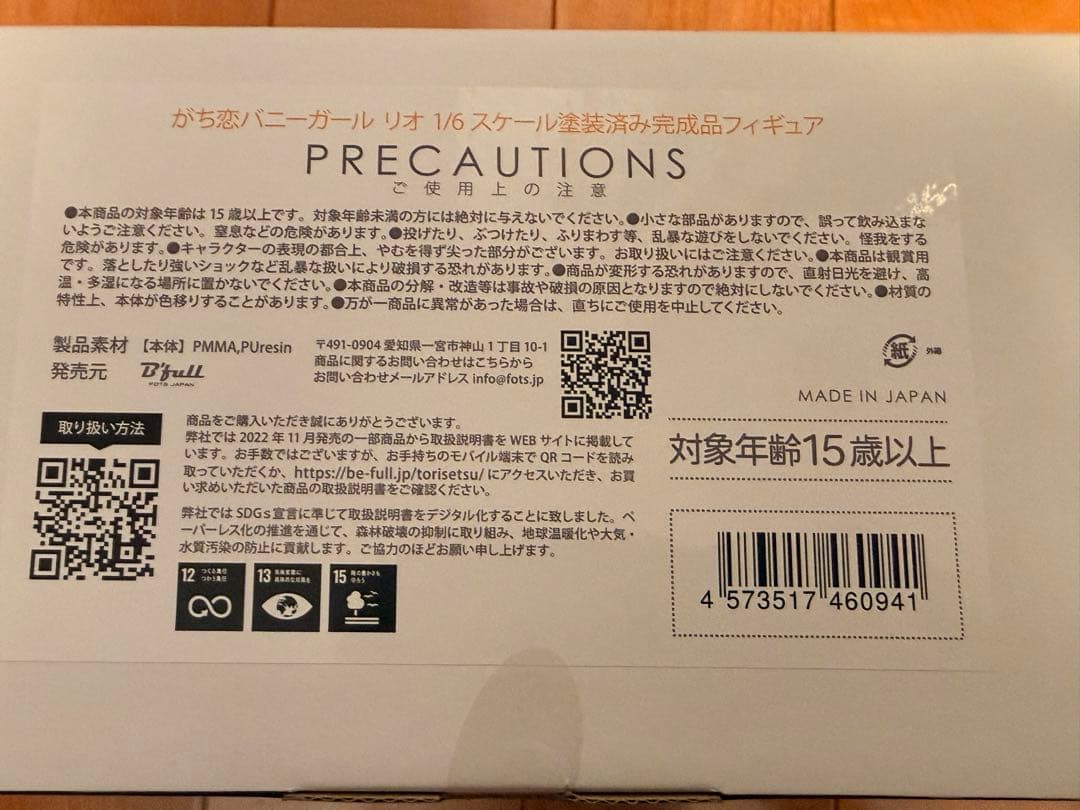 がち恋バニーガール リオ 1/6 スケール塗装済み完成品フィギュア
PRECAUTIONS
ご使用上の注意
●本商品の対象年齢は 15 歳以上です。対象年齢未満の方には絶対に与えないでください。●小さな部品がありますので、誤って飲み込まな
いようご注意ください。窒息などの危険があります。●投げたり、ぶつけたり、ふりまわす等、乱暴な遊びをしないでください。怪我をする
危険があります。●キャラクターの表現の都合上、やむを得ず尖った部分がございます。お取り扱いにはご注意ください。●本商品は観賞用
です。落としたり強いショックなど乱暴な扱いにより破損する恐れがあります。●商品が変形する恐れがありますので、直射日光を避け、高
温・多湿になる場所に置かないでください。●本商品の分解・改造等は事故や破損の原因となりますので絶対にしないでください。●材質の
特性上、本体が色移りすることがあります。●万が一商品に異常があった場合は、直ちにご使用を中止してください。
製品素材 【本体】PMMA,PUresin
発売元 B'full
FOTS JAPAN
〒491-0904 愛知県一宮市神山 1 丁目 10-1
商品に関するお問い合わせはこちらから
お問い合わせメールアドレス info@fots.jp
紙 外箱
MADE IN JAPAN
対象年齢15歳以上
取り扱い方法
商品をご購入いただき誠にありがとうございます。
弊社では 2022 年 11 月発売の一部商品から取扱説明書を WEB サイトに掲載して
います。お手数ではございますが、お手持ちのモバイル端末で QR コードを読み
取っていただくか、https://be-full.jp/torisetsu/ にアクセスいただき、お買
い求めいただいた商品の取扱説明書をご確認ください。
弊社では SDGs 宣言に準じて取扱説明書をデジタル化することに致しました。ペ
ーパーレス化の推進を通じて、森林破壊の抑制に取り組み、地球温暖化や大気・
水質汚染の防止に貢献します。ご協力のほどお願い申し上げます。
12 つくる責任
つかう責任
13 気候変動に
具体的な対策を
15 陸の豊かさも
守ろう
4 573517 460941